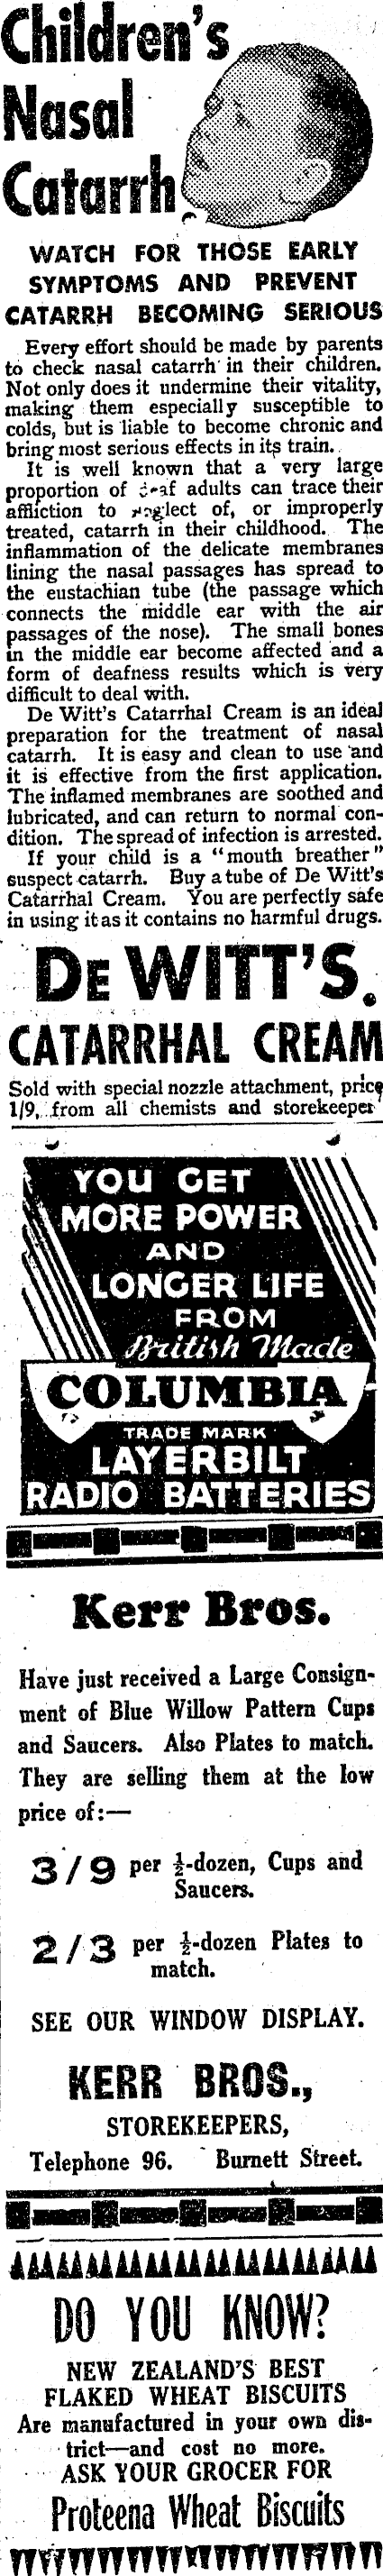 Children's
Nasal
Catarrh
WATCH FOR THOSE EARLY
SYMPTOMS AND PREVENT
CATARRH BECOMING SERIOUS
Every effort should be made by parents
to check nasal catarrh in their children.
Not only does it undermine their vitality,
making them especially susceptible to
colds, but is liable to become chronic and
bring most serious effects in its train.
It is well known that a very large
proportion of deaf adults can trace their
affliction to neglect of, or improperly
treated, catarrh in their childhood. The
inflammation of the delicate membranes
lining the nasal passages has spread to
the eustachian tube (the passage which
connects the middle ear with the air
passages of the nose). The small bones
in the middle ear become affected and a
form of deafness results which is very
difficult to deal with.
De Witt's Catarrhal Cream is an ideal
preparation for the treatment of nasal
catarrh. It is easy and clean to use and
it is effective from the first application.
The inflamed membranes are soothed and
lubricated, and can return to normal con-
dition. The spread of infection is arrested.
If your child is a "mouth breather"
suspect catarrh. Buy a tube of De Witt's
Catarrhal Cream. You are perfectly safe
in using it as it contains no harmful drugs.
DE WITT'S
CATARRHAL CREAM
Sold with special nozzle attachment, price
1/9, from all chemists and storekeeper
YOU GET
MORE POWER
AND
LONGER LIFE
FROM
British Made
COLUMBIA
TRADE MARK
LAYERBILT
RADIO BATTERIES
Kerr Bros.
Have just received a Large Consign-
ment of Blue Willow Pattern Cups
and Saucers. Also Plates to match.
They are selling them at the low
price of:—
3/9 per ½-dozen, Cups and
Saucers.
2/3 per ½-dozen Plates to
match.
SEE OUR WINDOW DISPLAY.
KERR BROS.,
STOREKEEPERS,
Telephone 96. Burnett Street.
DO YOU KNOW?
NEW ZEALAND'S BEST
FLAKED WHEAT BISCUITS
Are manufactured in your own dis-
trict—and cost no more.
ASK YOUR GROCER FOR
Proteena Wheat Biscuits